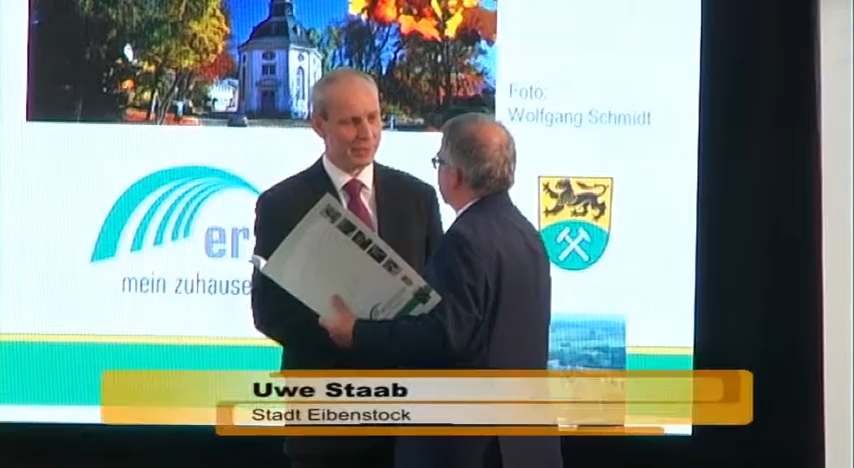 Foto:
Wolfgang Schmidt
er
mein zuhause
Uwe Staab
Stadt Eibenstock